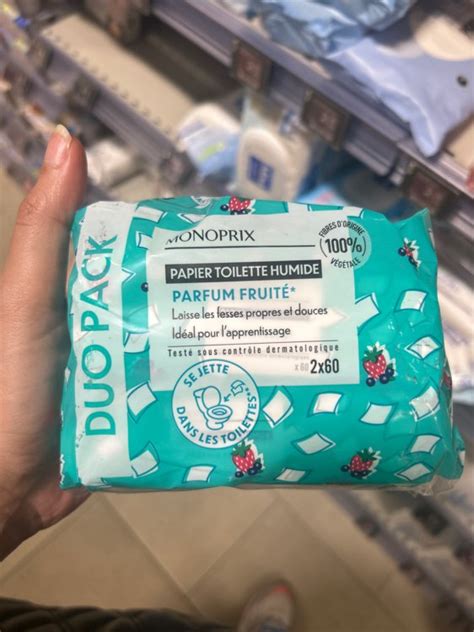 DUO PACK
MONOPRIX
PAPIER TOILETTE HUMIDE
PARFUM FRUITÉ*
Laisse les fesses propres et douces
Idéal pour l'apprentissage
Testé sous contrôle dermatologique
x 60 2x60
FIBRES D'ORIGINE
100%
VÉGÉTALE
SE JETTE
DANS LES TOILETTES**